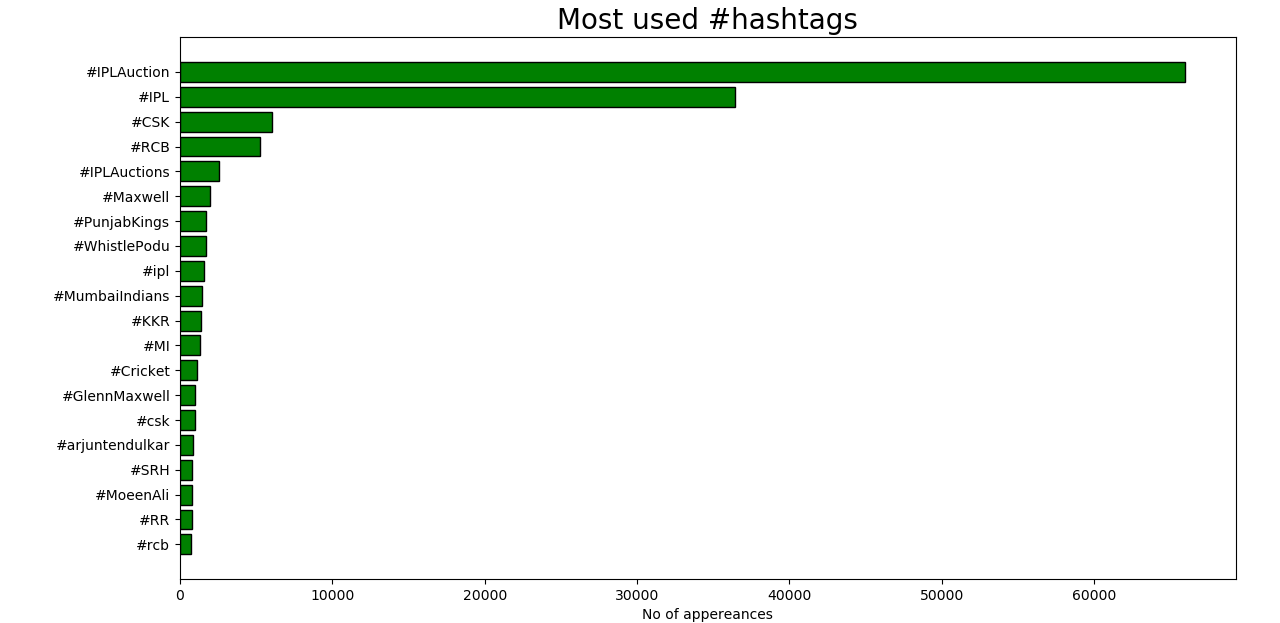 Most used #hashtags
#IPLAuction
#IPL
#CSK
#RCB
#IPLAuctions
#Maxwell
#PunjabKings
#WhistlePodu
#ipl
#MumbaiIndians
#KKR
#MI
#Cricket
#GlennMaxwell
#csk
#arjuntendulkar
#SRH
#MoeenAli
#RR
#rcb
0 10000 20000 30000 40000 50000 60000
No of appereances